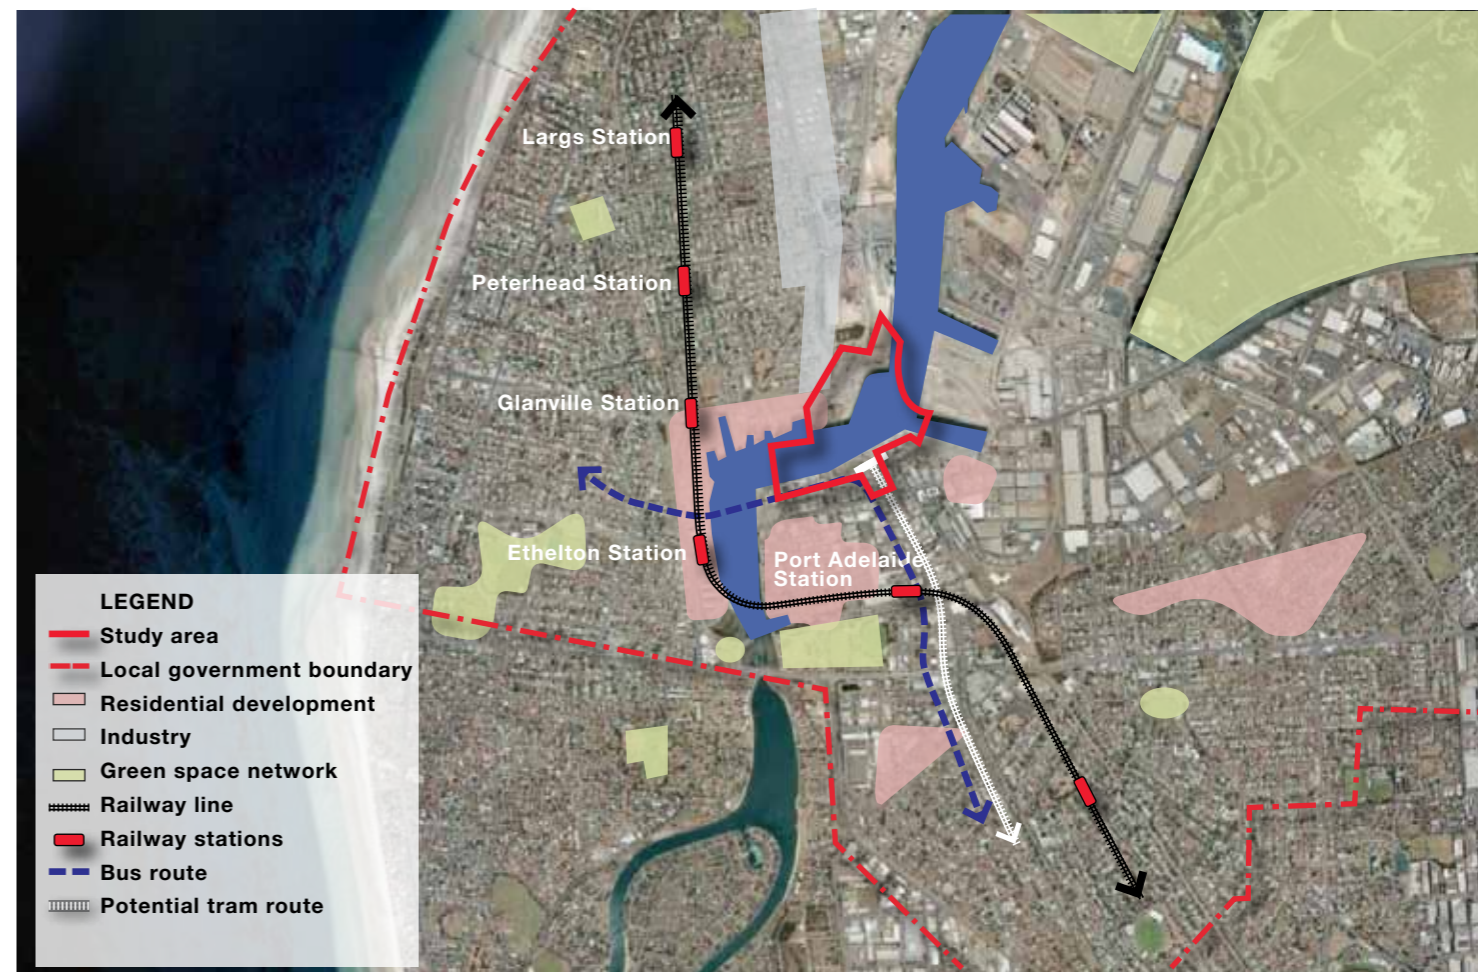 Largs Station
Peterhead Station
Glanville Station
Ethelton Station
Port Adelaide
Station
LEGEND
Study area
Local government boundary
Residential development
Industry
Green space network
Railway line
Railway stations
Bus route
Potential tram route